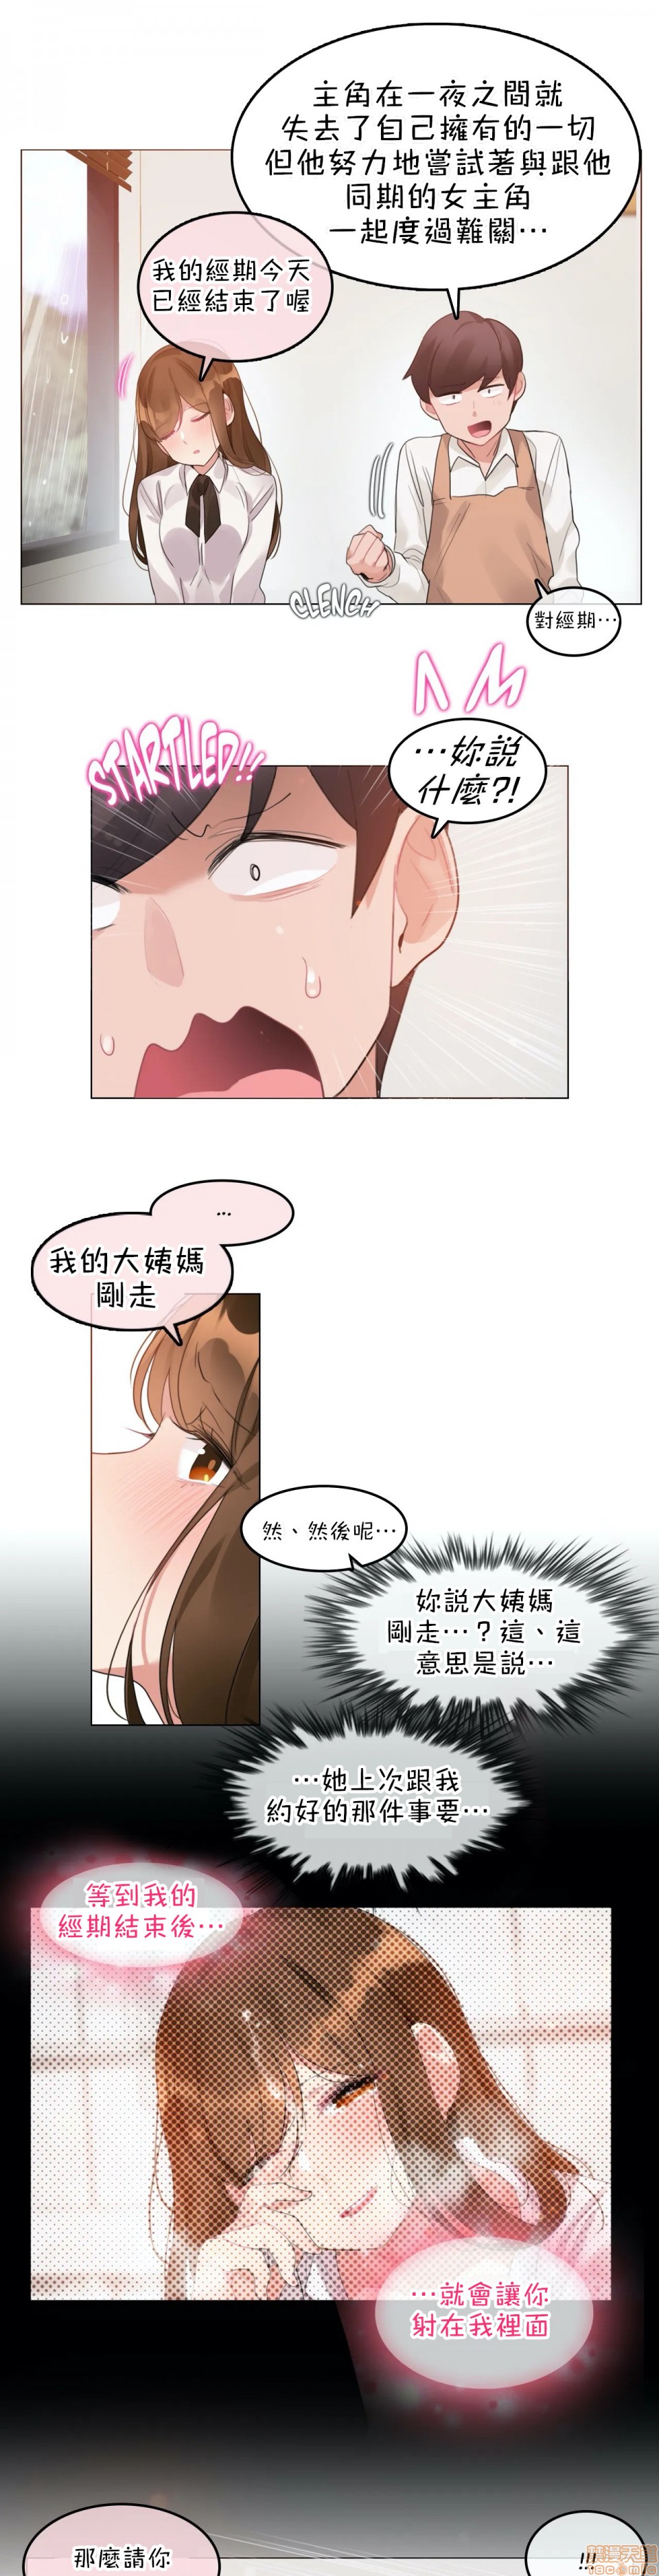 主角在一夜之間就
失去了自己擁有的一切
但他努力地嘗試著與跟他
同期的女主角
一起度過難關…
我的經期今天
已經結束了喔
CLENCH
對經期…
STARTLED!!
…妳說
什麼?!
…
我的大姨媽
剛走
然、然後呢…
妳說大姨媽
剛走…？這、這
意思是說…
…她上次跟我
約好的那件事要…
等到我的
經期結束後…
…就會讓你
射在我裡面
那麼請你
!!!